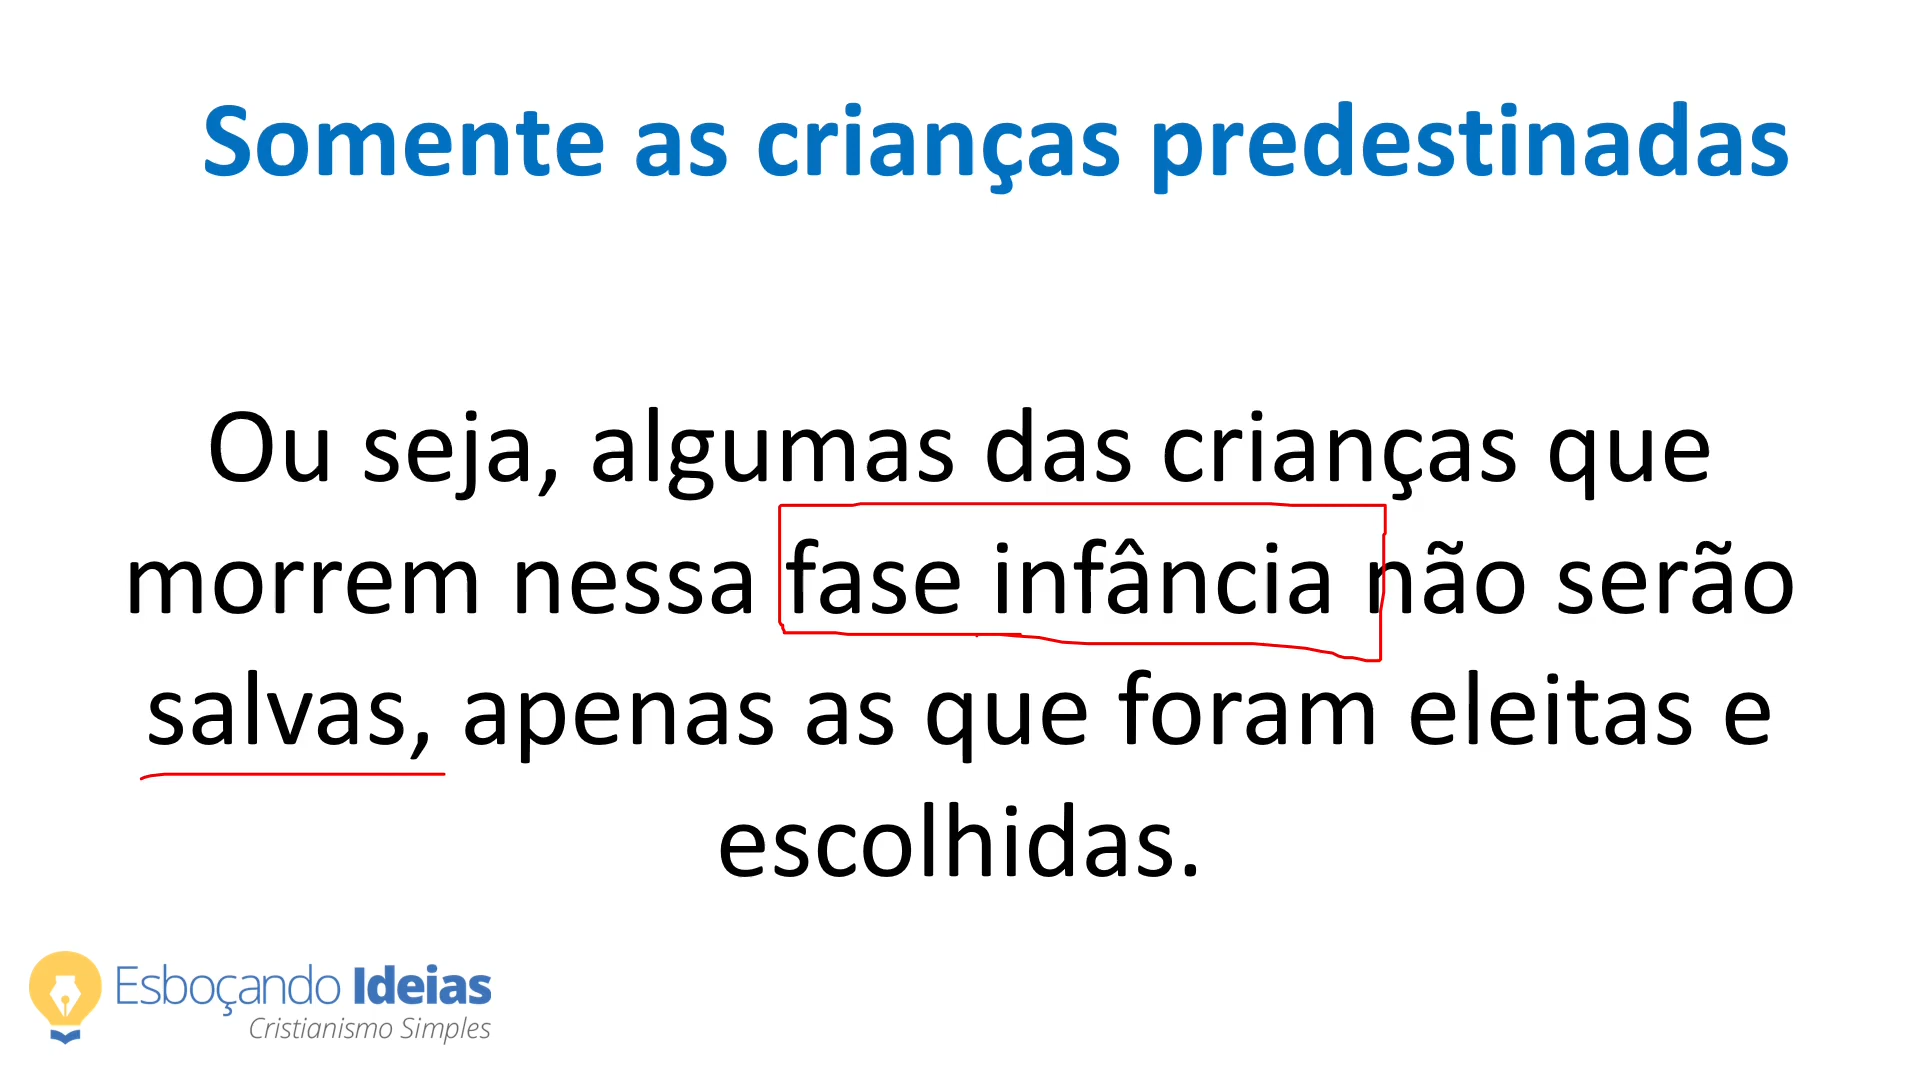 Somente as crianças predestinadas
Ou seja, algumas das crianças que
morrem nessa fase infância não serão
salvas, apenas as que foram eleitas e
escolhidas.
Esboçando Ideias
Cristianismo Simples